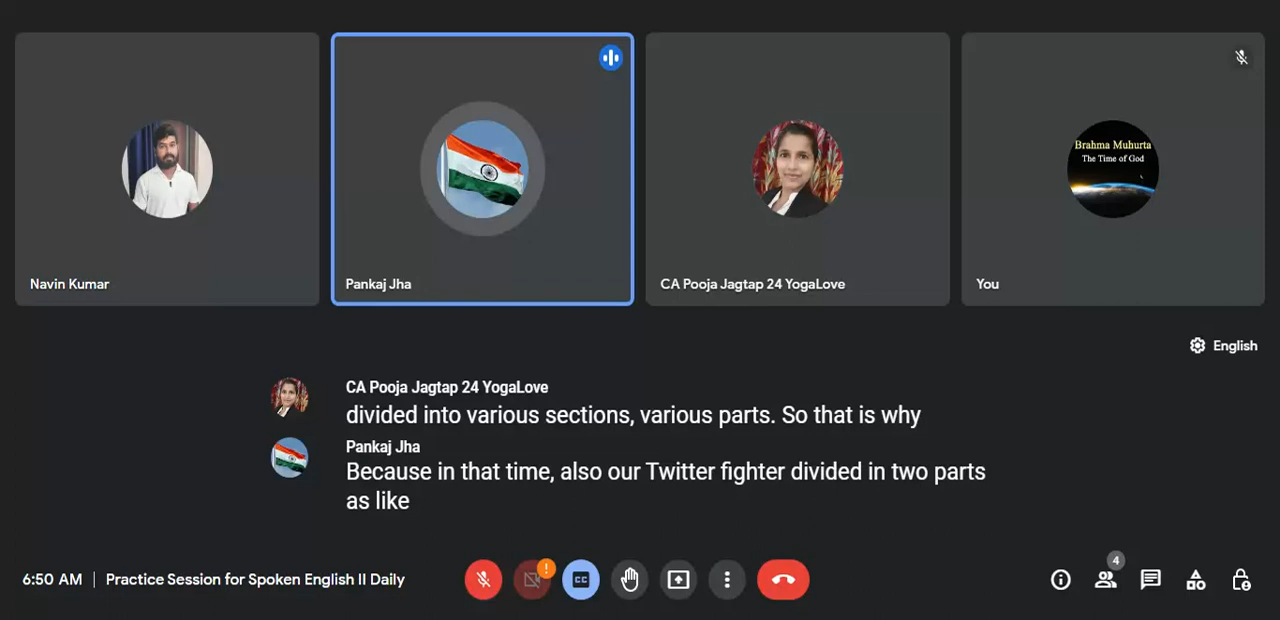 Brahma Muhurta
The Time of God
Navin Kumar
Pankaj Jha
CA Pooja Jagtap 24 YogaLove
You
English
CA Pooja Jagtap 24 YogaLove
divided into various sections, various parts. So that is why
Pankaj Jha
Because in that time, also our Twitter fighter divided in two parts
as like
6:50 AM | Practice Session for Spoken English II Daily
!
CC
4